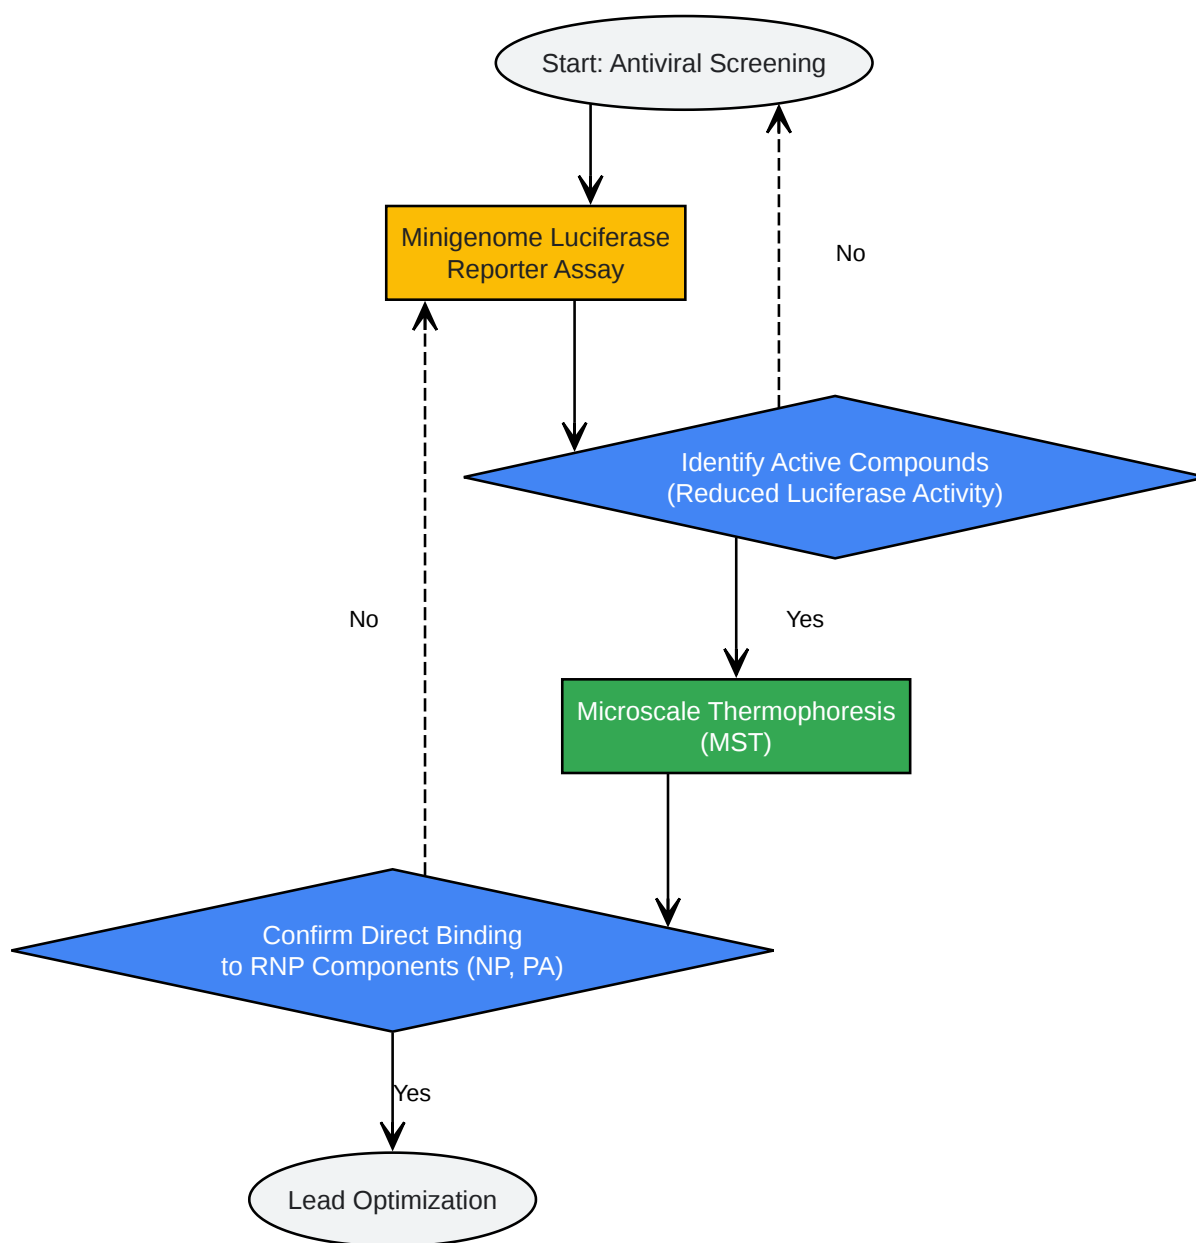 Start: Antiviral Screening
Minigenome Luciferase
Reporter Assay
No
Identify Active Compounds
(Reduced Luciferase Activity)
No
Yes
Microscale Thermophoresis
(MST)
Confirm Direct Binding
to RNP Components (NP, PA)
Yes
Lead Optimization